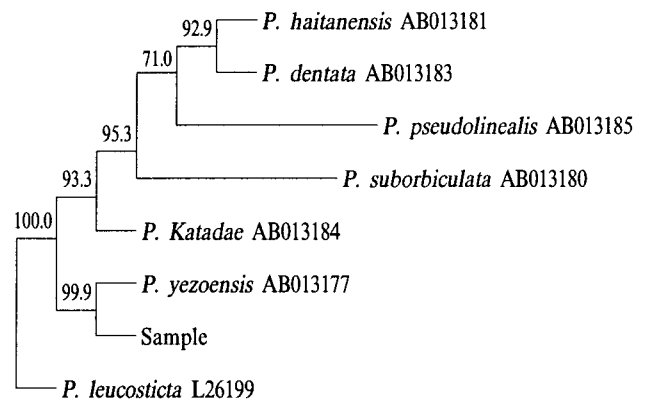 92.9
P. haitanensis AB013181
71.0
P. dentata AB013183
95.3
P. pseudolinealis AB013185
93.3
P. suborbiculata AB013180
100.0
P. Katadae AB013184
99.9
P. yezoensis AB013177
Sample
P. leucosticta L26199